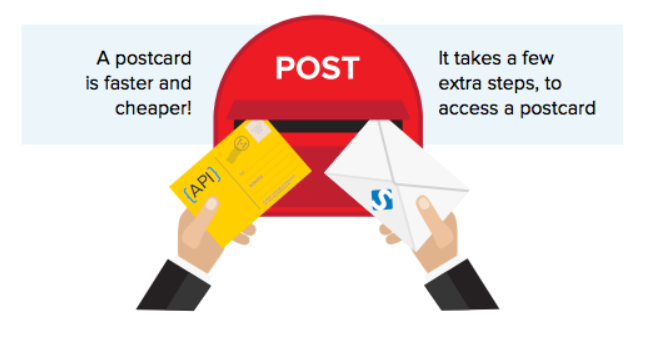 A postcard
is faster and
cheaper!
POST
It takes a few
extra steps, to
access a postcard
{API}